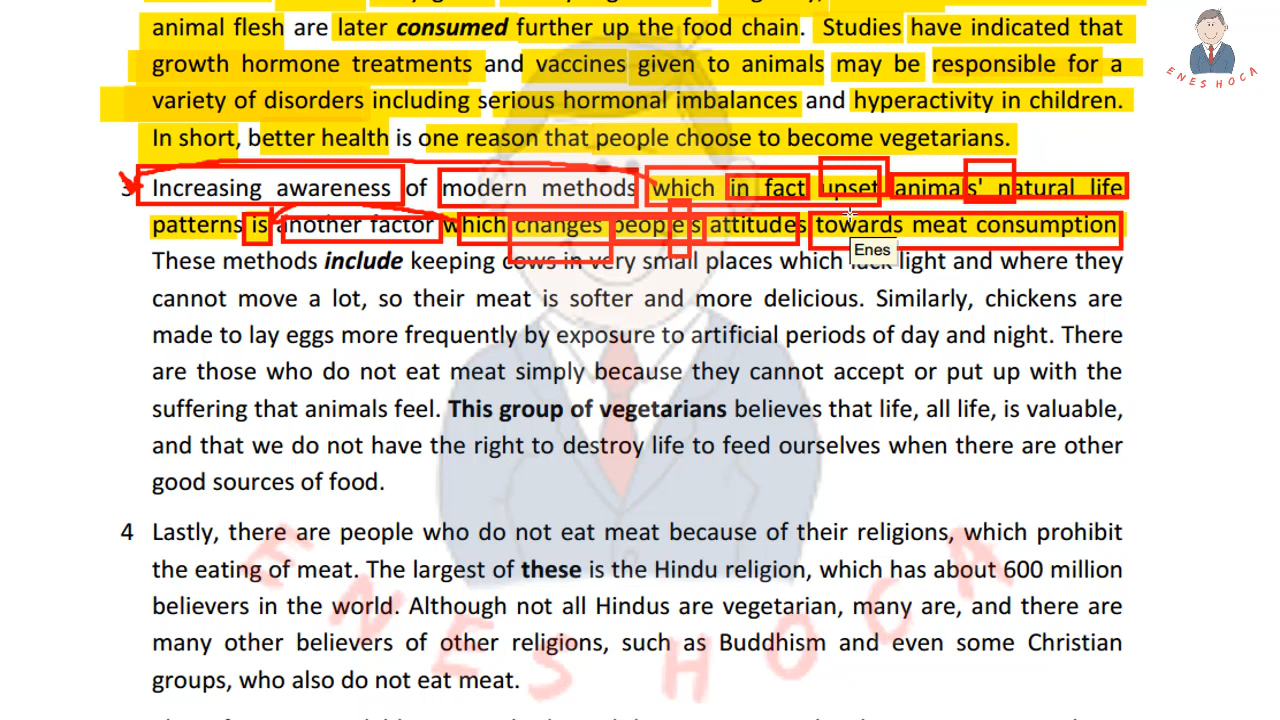 animal flesh are later consumed further up the food chain. Studies have indicated that
growth hormone treatments and vaccines given to animals may be responsible for a
variety of disorders including serious hormonal imbalances and hyperactivity in children.
In short, better health is one reason that people choose to become vegetarians.
3 Increasing awareness of modern methods which in fact upset animals' natural life
patterns is another factor which changes people's attitudes towards meat consumption
These methods include keeping cows in very small places which lack light and where they
cannot move a lot, so their meat is softer and more delicious. Similarly, chickens are
made to lay eggs more frequently by exposure to artificial periods of day and night. There
are those who do not eat meat simply because they cannot accept or put up with the
suffering that animals feel. This group of vegetarians believes that life, all life, is valuable,
and that we do not have the right to destroy life to feed ourselves when there are other
good sources of food.
4 Lastly, there are people who do not eat meat because of their religions, which prohibit
the eating of meat. The largest of these is the Hindu religion, which has about 600 million
believers in the world. Although not all Hindus are vegetarian, many are, and there are
many other believers of other religions, such as Buddhism and even some Christian
groups, who also do not eat meat.
Enes
ENES HOCA
ENES HOCA